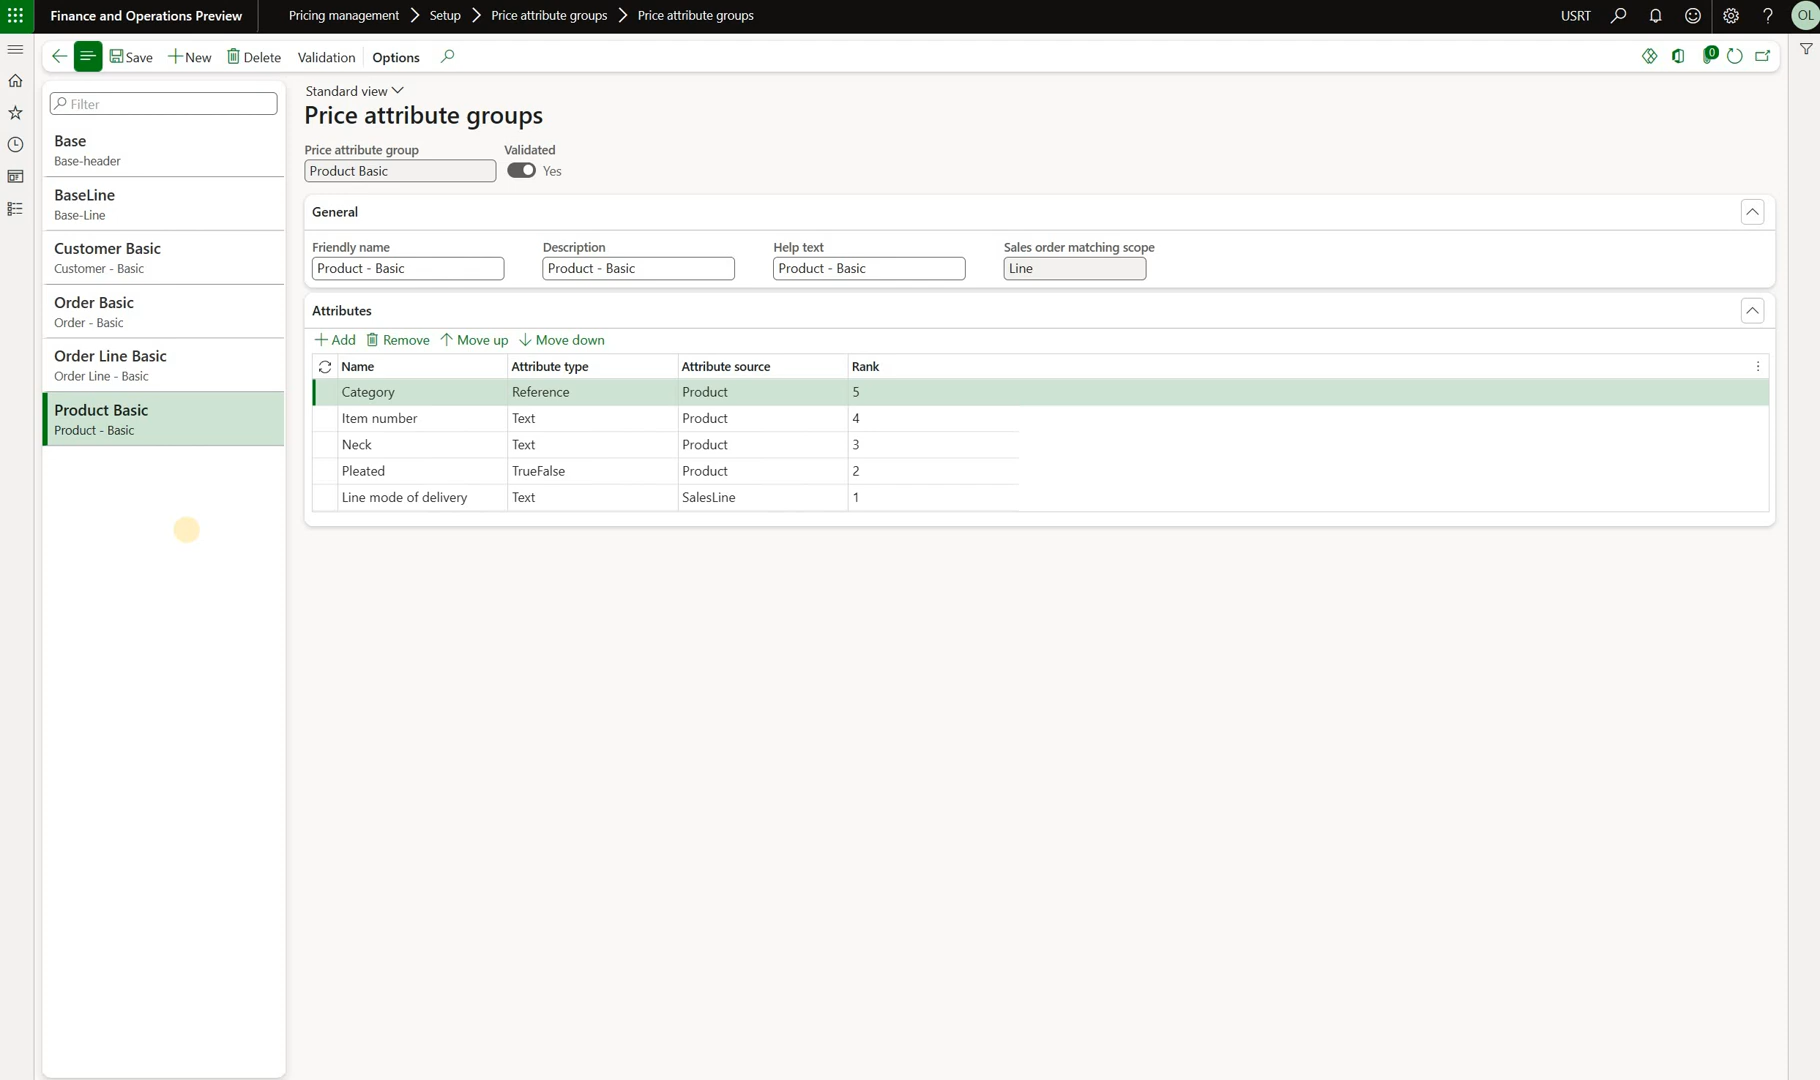 Finance and Operations Preview
Pricing management
Setup
Price attribute groups
Price attribute groups
USRT
OL
Save
New
Delete
Validation
Options
0
Filter
Base
Base-header
BaseLine
Base-Line
Customer Basic
Customer - Basic
Order Basic
Order - Basic
Order Line Basic
Order Line - Basic
Product Basic
Product - Basic
Standard view
Price attribute groups
Price attribute group Validated
Product Basic Yes
General
Friendly name Description Help text Sales order matching scope
Product - Basic Product - Basic Product - Basic Line
Attributes
Add Remove Move up Move down
Name Attribute type Attribute source Rank
Category Reference Product 5
Item number Text Product 4
Neck Text Product 3
Pleated TrueFalse Product 2
Line mode of delivery Text SalesLine 1